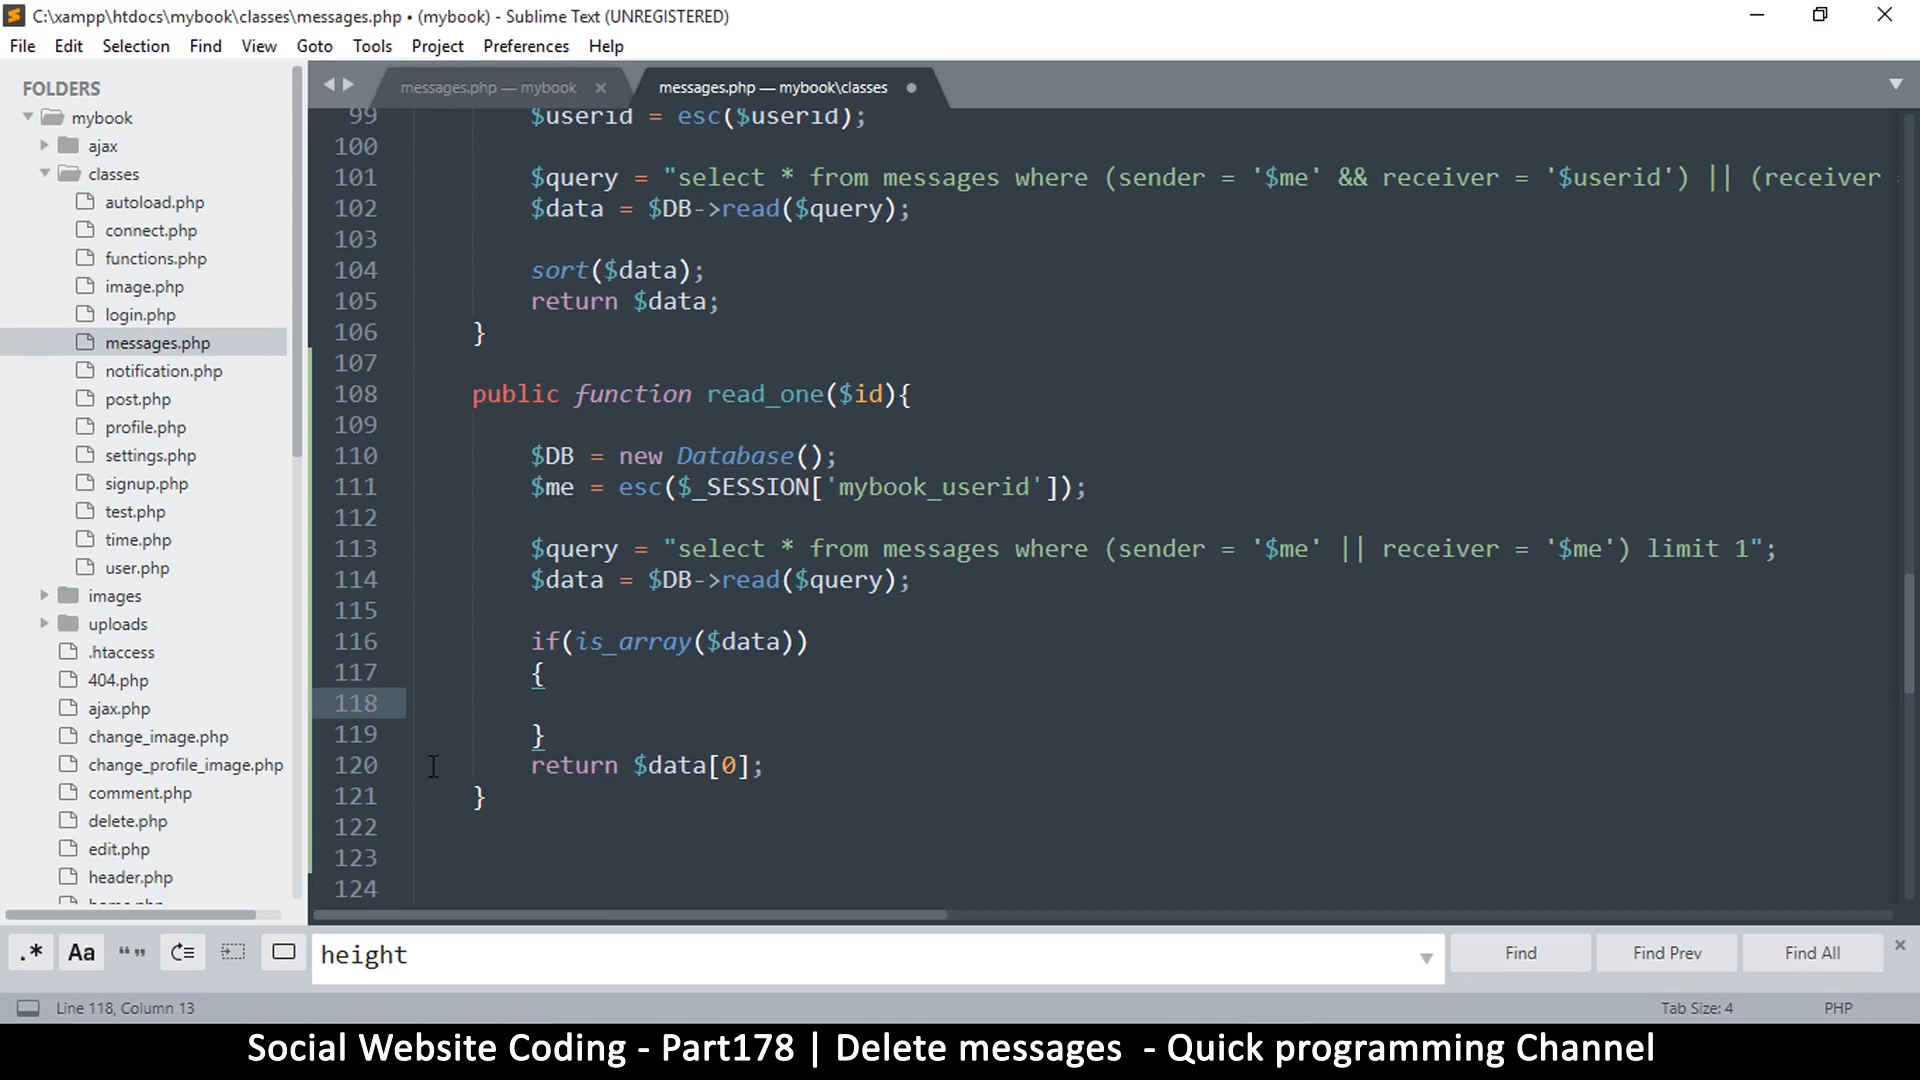 C:\xampp\htdocs\mybook\classes\messages.php • (mybook) - Sublime Text (UNREGISTERED)
File Edit Selection Find View Goto Tools Project Preferences Help
FOLDERS
mybook
ajax
classes
autoload.php
connect.php
functions.php
image.php
login.php
messages.php
notification.php
post.php
profile.php
settings.php
signup.php
test.php
time.php
user.php
images
uploads
.htaccess
404.php
ajax.php
change_image.php
change_profile_image.php
comment.php
delete.php
edit.php
header.php
messages.php — mybook × messages.php — mybook\classes
99 $userid = esc($userid);
100
101 $query = "select * from messages where (sender = '$me' && receiver = '$userid') || (receiver
102 $data = $DB->read($query);
103
104 sort($data);
105 return $data;
106 }
107
108 public function read_one($id){
109
110 $DB = new Database();
111 $me = esc($_SESSION['mybook_userid']);
112
113 $query = "select * from messages where (sender = '$me' || receiver = '$me') limit 1";
114 $data = $DB->read($query);
115
116 if(is_array($data))
117 {
118
119 }
120 return $data[0];
121 }
122
123
124
.* Aa “” height Find Find Prev Find All ×
Line 118, Column 13 Tab Size: 4 PHP
Social Website Coding - Part178 | Delete messages - Quick programming Channel